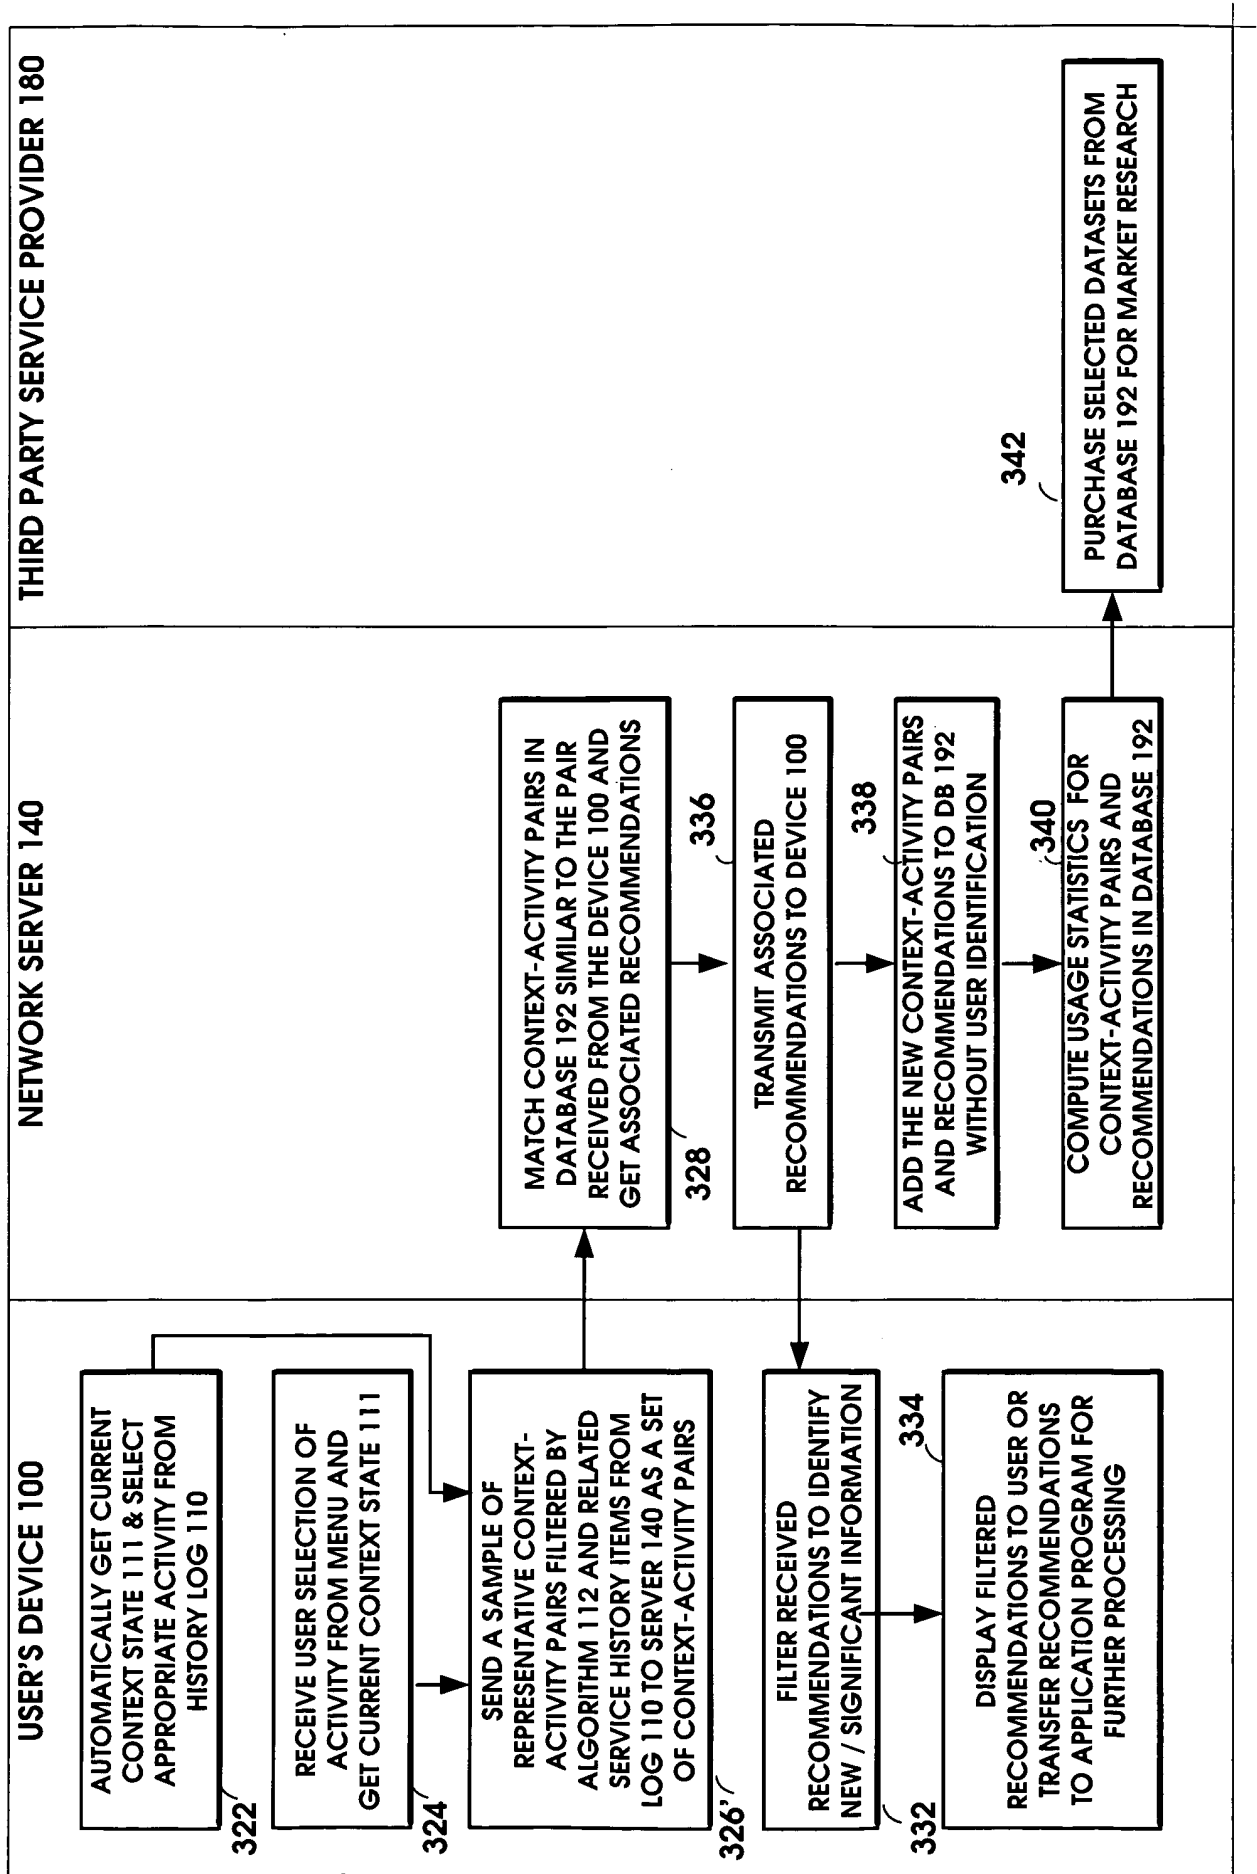 USER'S DEVICE 100
NETWORK SERVER 140
THIRD PARTY SERVICE PROVIDER 180
AUTOMATICALLY GET CURRENT
CONTEXT STATE 111 & SELECT
APPROPRIATE ACTIVITY FROM
HISTORY LOG 110
322
RECEIVE USER SELECTION OF
ACTIVITY FROM MENU AND
GET CURRENT CONTEXT STATE 111
324
SEND A SAMPLE OF
REPRESENTATIVE CONTEXT-
ACTIVITY PAIRS FILTERED BY
ALGORITHM 112 AND RELATED
SERVICE HISTORY ITEMS FROM
LOG 110 TO SERVER 140 AS A SET
OF CONTEXT-ACTIVITY PAIRS
326'
FILTER RECEIVED
RECOMMENDATIONS TO IDENTIFY
NEW / SIGNIFICANT INFORMATION
332
334
DISPLAY FILTERED
RECOMMENDATIONS TO USER OR
TRANSFER RECOMMENDATIONS
TO APPLICATION PROGRAM FOR
FURTHER PROCESSING
MATCH CONTEXT-ACTIVITY PAIRS IN
DATABASE 192 SIMILAR TO THE PAIR
RECEIVED FROM THE DEVICE 100 AND
GET ASSOCIATED RECOMMENDATIONS
328
336
TRANSMIT ASSOCIATED
RECOMMENDATIONS TO DEVICE 100
338
ADD THE NEW CONTEXT-ACTIVITY PAIRS
AND RECOMMENDATIONS TO DB 192
WITHOUT USER IDENTIFICATION
340
COMPUTE USAGE STATISTICS FOR
CONTEXT-ACTIVITY PAIRS AND
RECOMMENDATIONS IN DATABASE 192
342
PURCHASE SELECTED DATASETS FROM
DATABASE 192 FOR MARKET RESEARCH